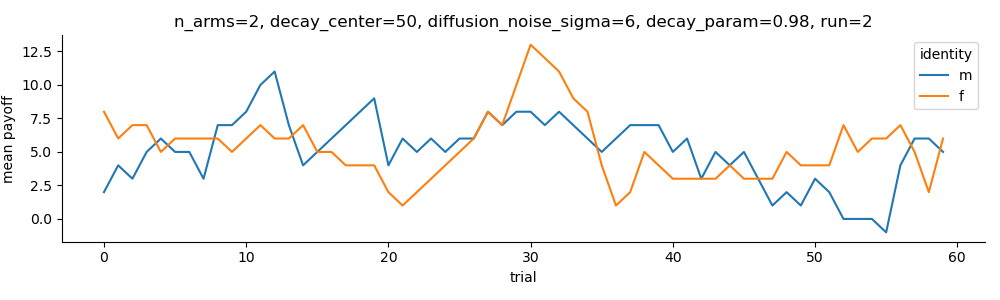 n_arms=2, decay_center=50, diffusion_noise_sigma=6, decay_param=0.98, run=2
mean payoff
12.5
10.0
7.5
5.0
2.5
0.0
identity
m
f
0 10 20 30 40 50 60
trial